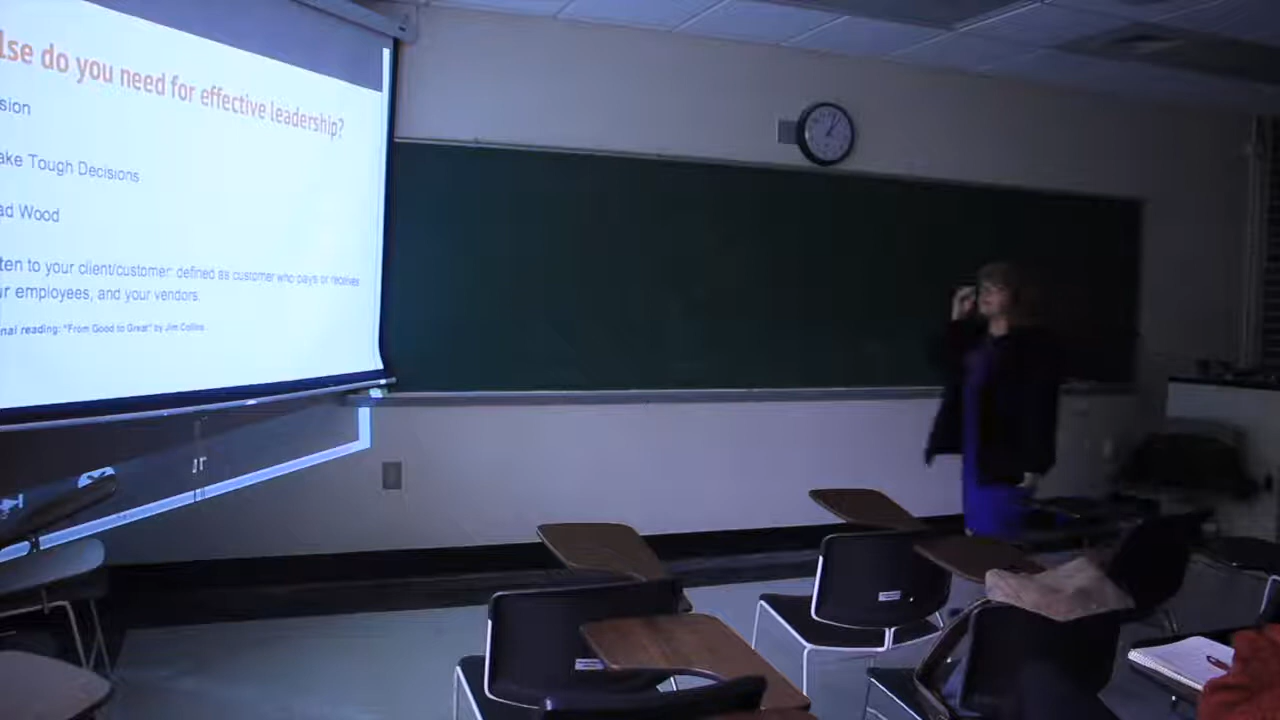 lse do you need for effective leadership?
sion
ake Tough Decisions
ad Wood
ten to your client/customer: defined as customer who pays or receives
ur employees, and your vendors.
nal reading: "From Good to Great" by Jim Collins